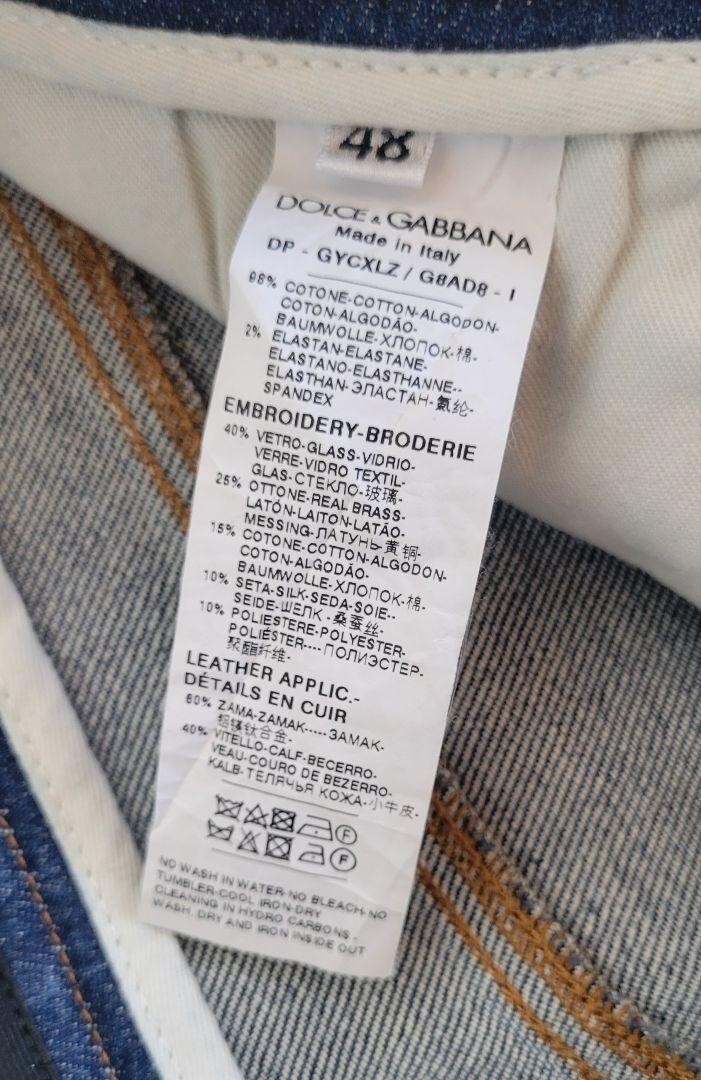 48
DOLCE & GABBANA
Made in Italy
DP - GYCXLZ / G8AD8 - I
98% COTONE-COTTON-ALGODON-
COTON-ALGODÃO-
BAUMWOLLE-ХЛОПОК-棉-
2% ELASTAN-ELASTANE-
ELASTANO-ELASTHANNE--
ELASTHAN-ЭЛАСТАН-氨纶-
SPANDEX
EMBROIDERY-BRODERIE
40% VETRO-GLASS-VIDRIO-
VERRE-VIDRO TEXTIL-
GLAS-СТЕКЛО-玻璃-
25% OTTONE-REAL BRASS-
LATÓN-LAITON-LATÃO-
MESSING-ЛАТУНЬ-黄铜-
15% COTONE-COTTON-ALGODON-
COTON-ALGODÃO-
BAUMWOLLE-ХЛОПОК-棉-
10% SETA-SILK-SEDA-SOIE--
SEIDE-ШЕЛК-桑蚕丝-
10% POLIESTERE-POLYESTER-
POLIÉSTER----ПОЛИЭСТЕР-
聚酯纤维-
LEATHER APPLIC.-
DÉTAILS EN CUIR
60% ZAMA-ZAMAK-----ЗАМАК-
铝镁钛合金-
40% VITELLO-CALF-BECERRO-
VEAU-COURO DE BEZERRO-
KALB-ТЕЛЯЧЬЯ КОЖА-小牛皮-
F
F
NO WASH IN WATER-NO BLEACH-NO
TUMBLER-COOL IRON-DRY
CLEANING IN HYDRO CARBONS-
WASH, DRY AND IRON INSIDE OUT